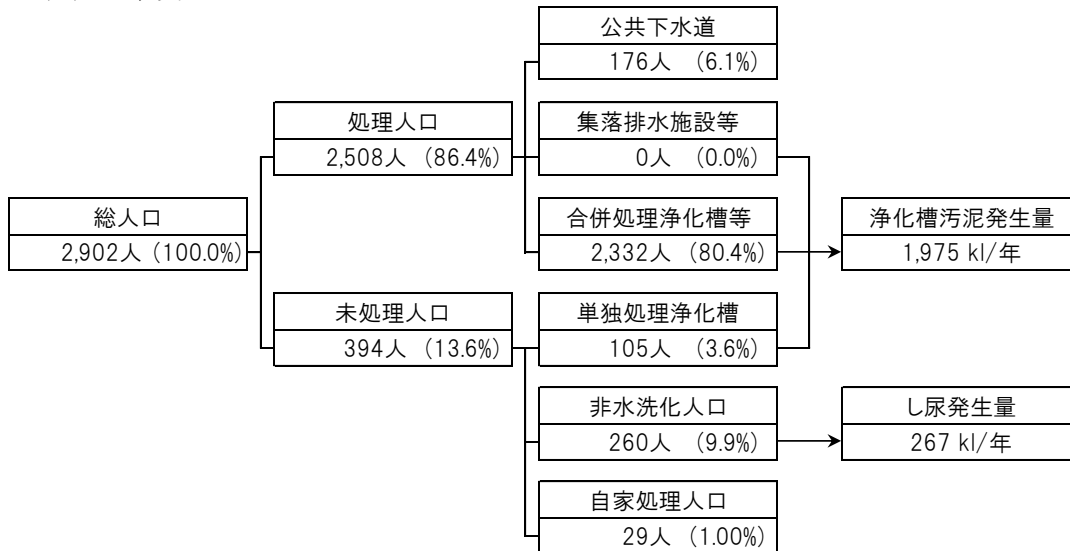 公共下水道
176人 (6.1%)
処理人口
2,508人 (86.4%)
集落排水施設等
0人 (0.0%)
総人口
2,902人 (100.0%)
合併処理浄化槽等
2,332人 (80.4%)
浄化槽汚泥発生量
1,975 kl/年
未処理人口
394人 (13.6%)
単独処理浄化槽
105人 (3.6%)
非水洗化人口
260人 (9.9%)
し尿発生量
267 kl/年
自家処理人口
29人 (1.00%)